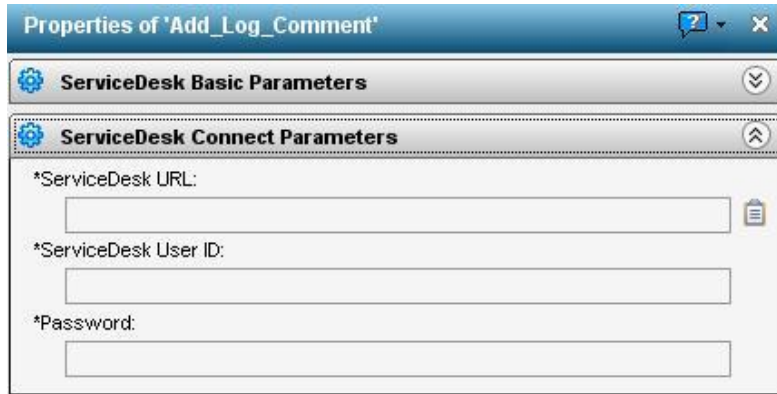 Properties of 'Add_Log_Comment'
ServiceDesk Basic Parameters
ServiceDesk Connect Parameters
*ServiceDesk URL:
*ServiceDesk User ID:
*Password: